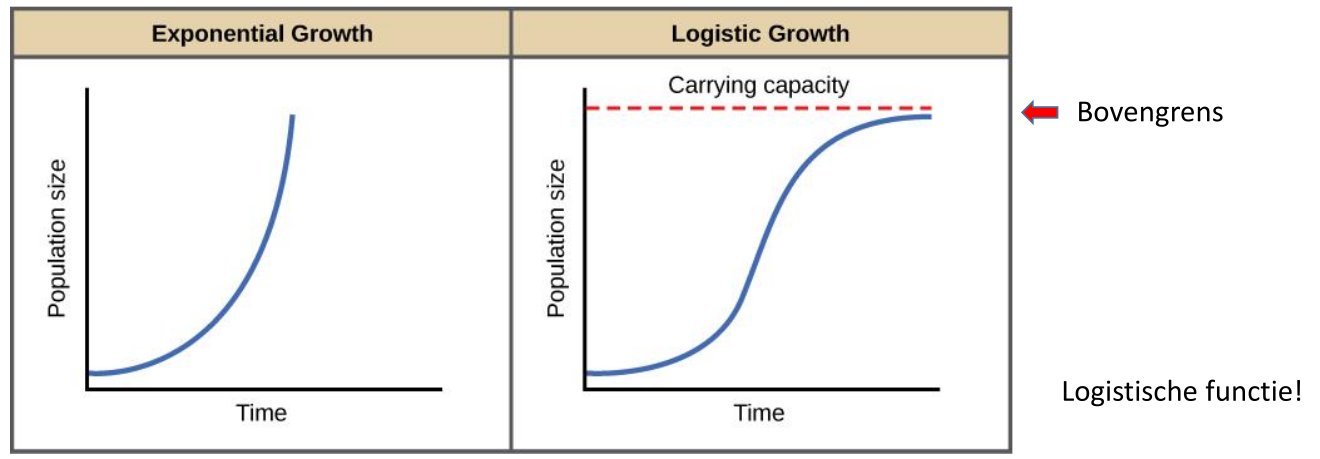 Exponential Growth
Logistic Growth
Population size
Time
Carrying capacity
Population size
Time
Bovengrens
Logistische functie!